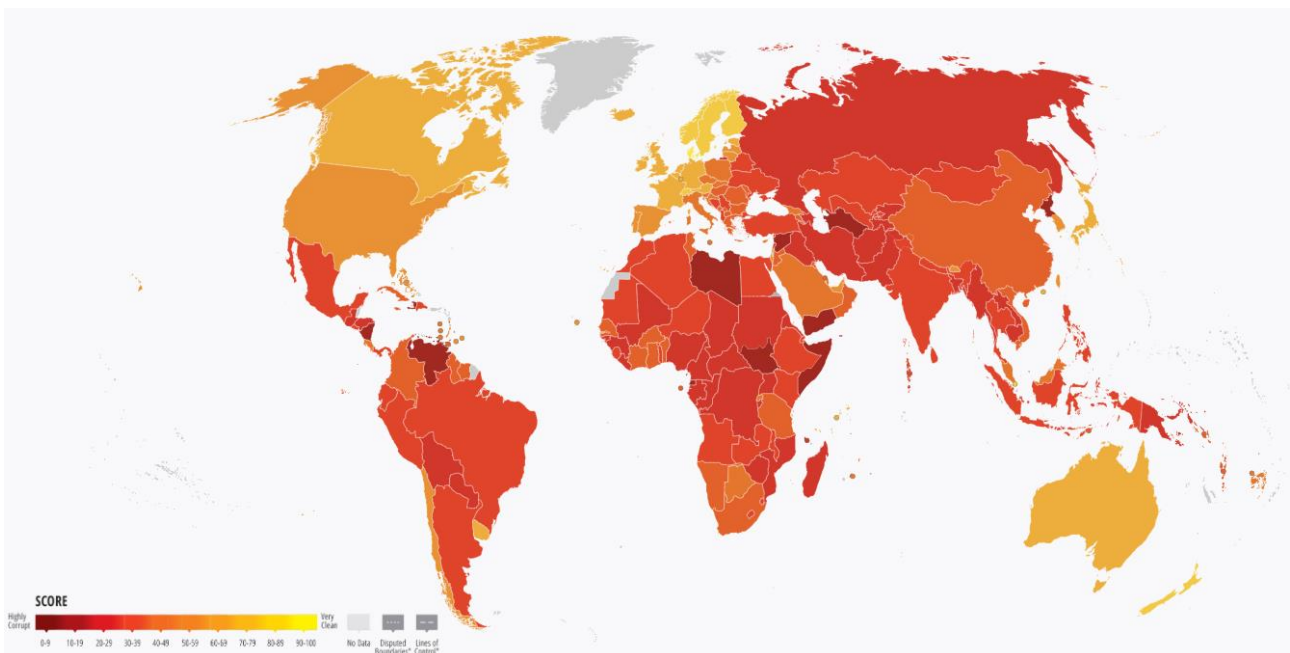 SCORE
Highly Corrupt
Very Clean
0-9 10-19 20-29 30-39 40-49 50-59 60-69 70-79 80-89 90-100
No Data
Disputed Boundaries*
Lines of Control*